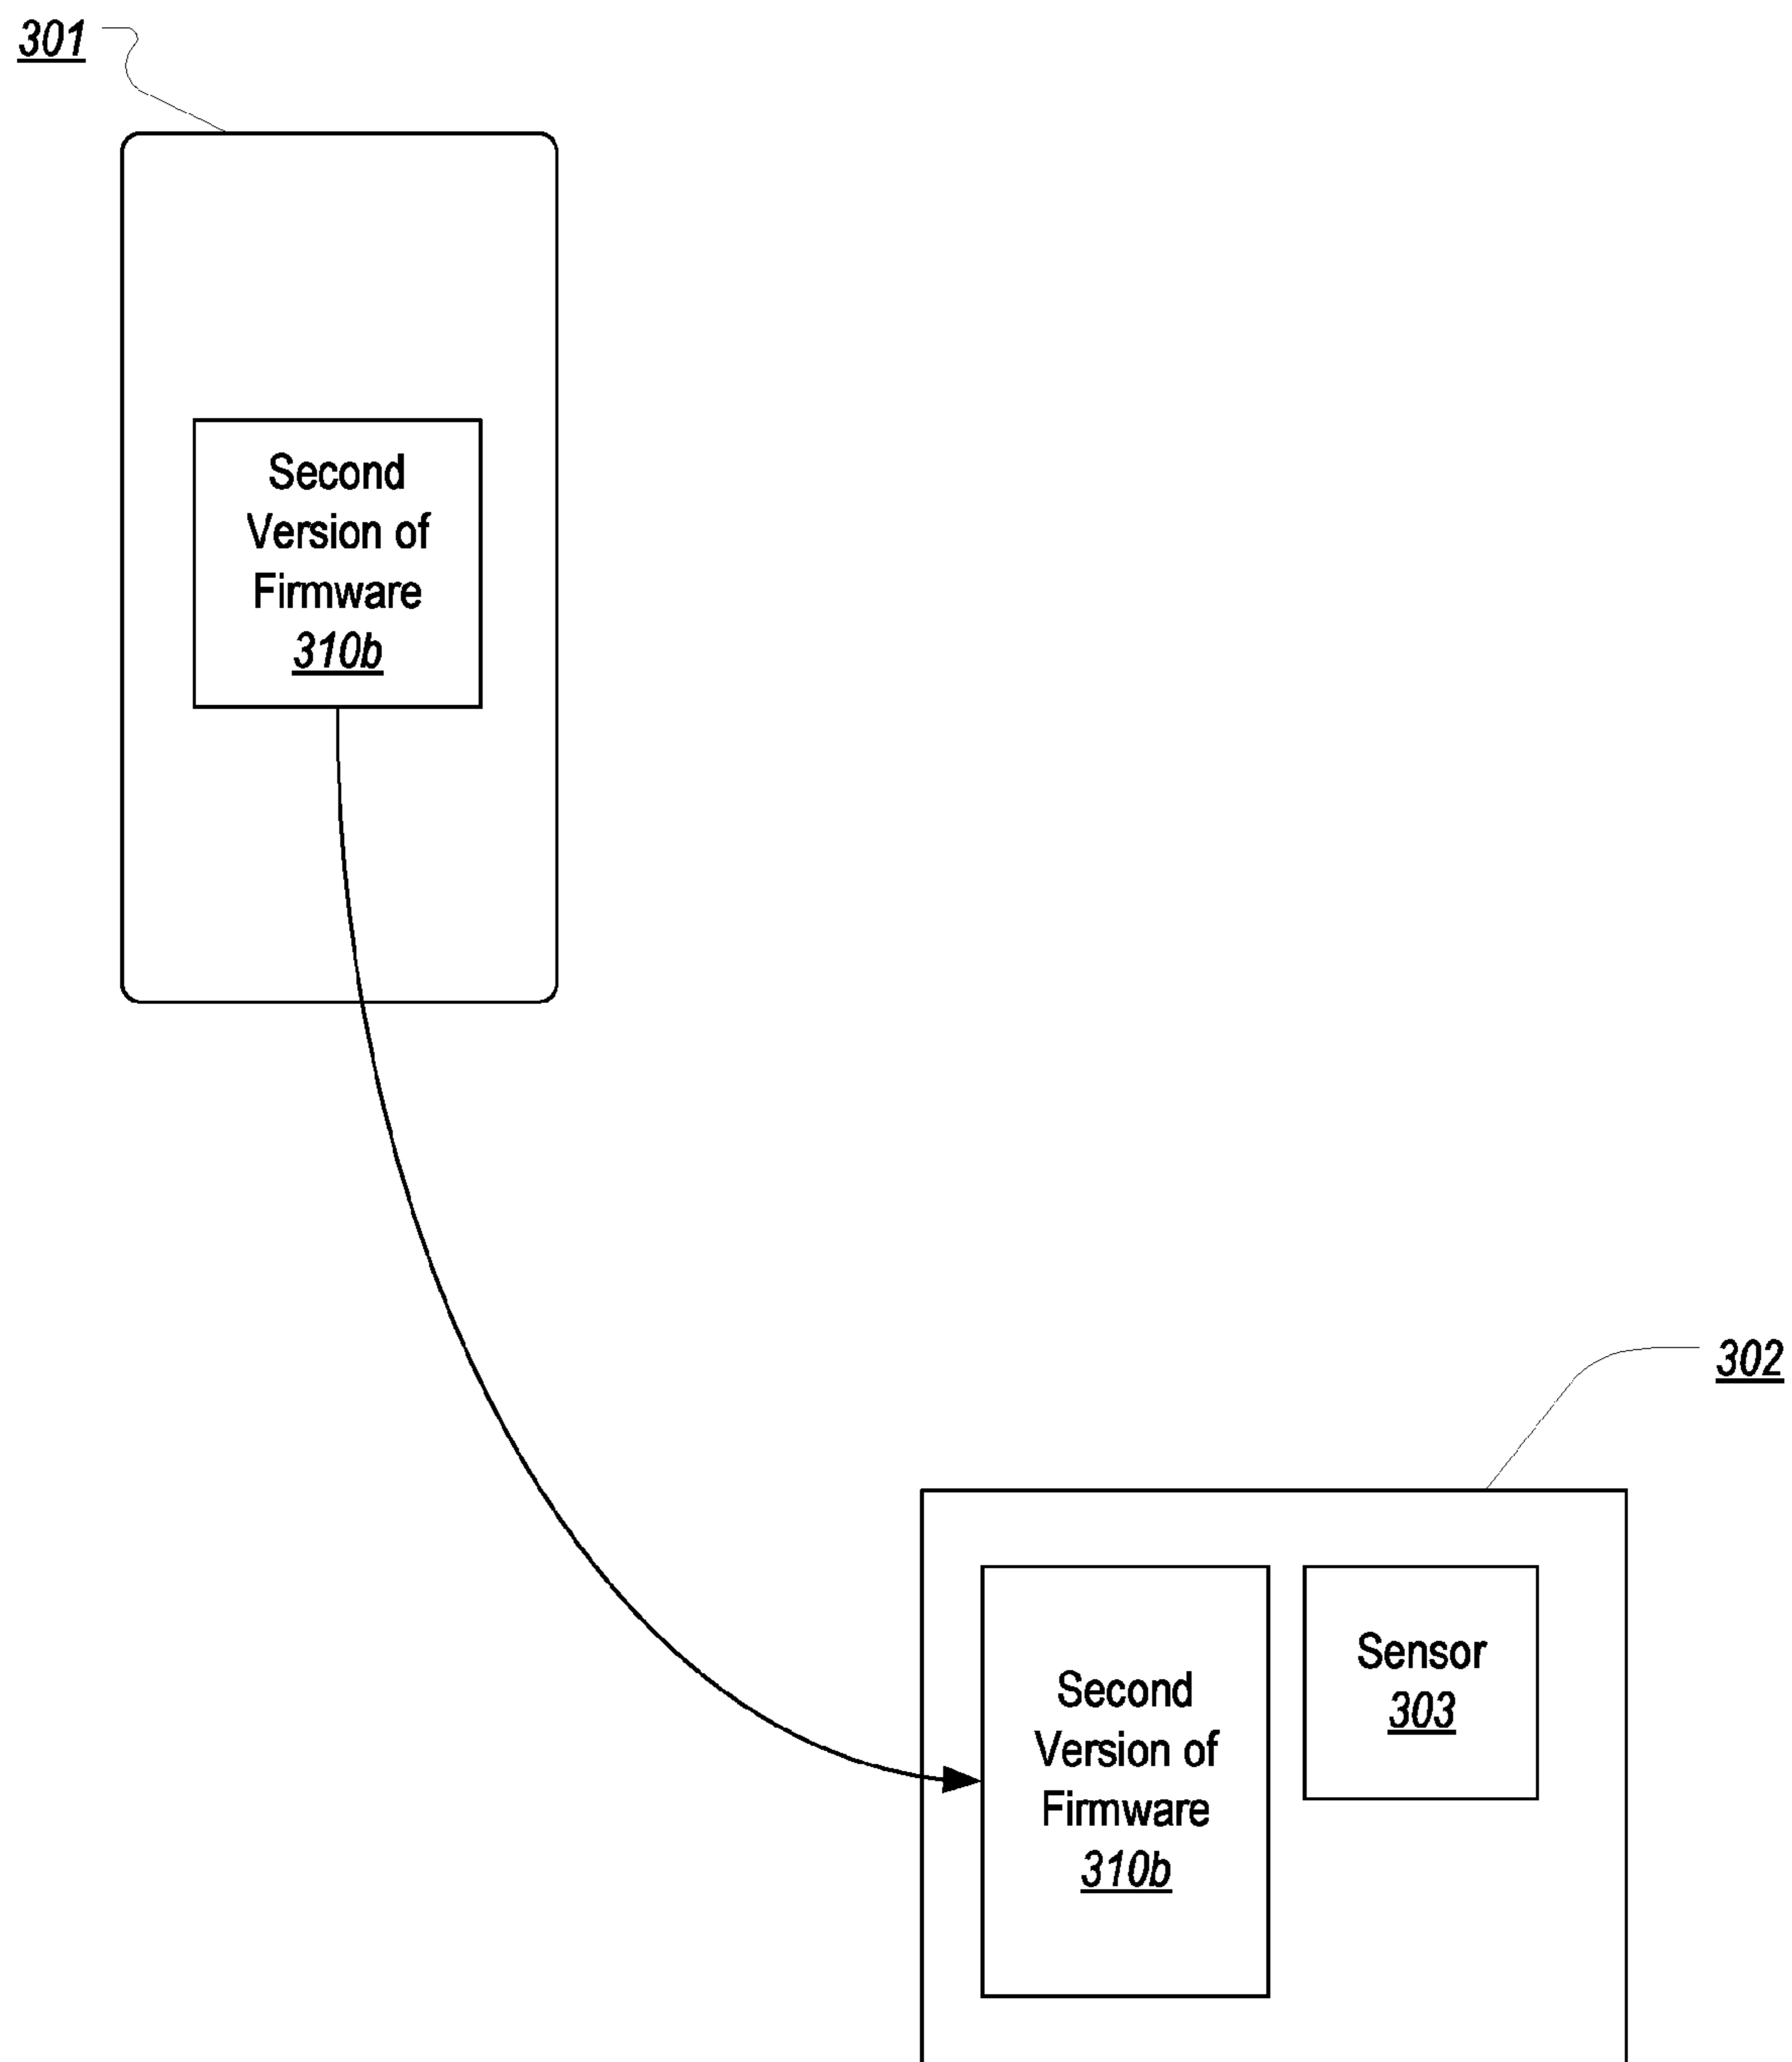 301
Second
Version of
Firmware
310b
302
Second
Version of
Firmware
310b
Sensor
303